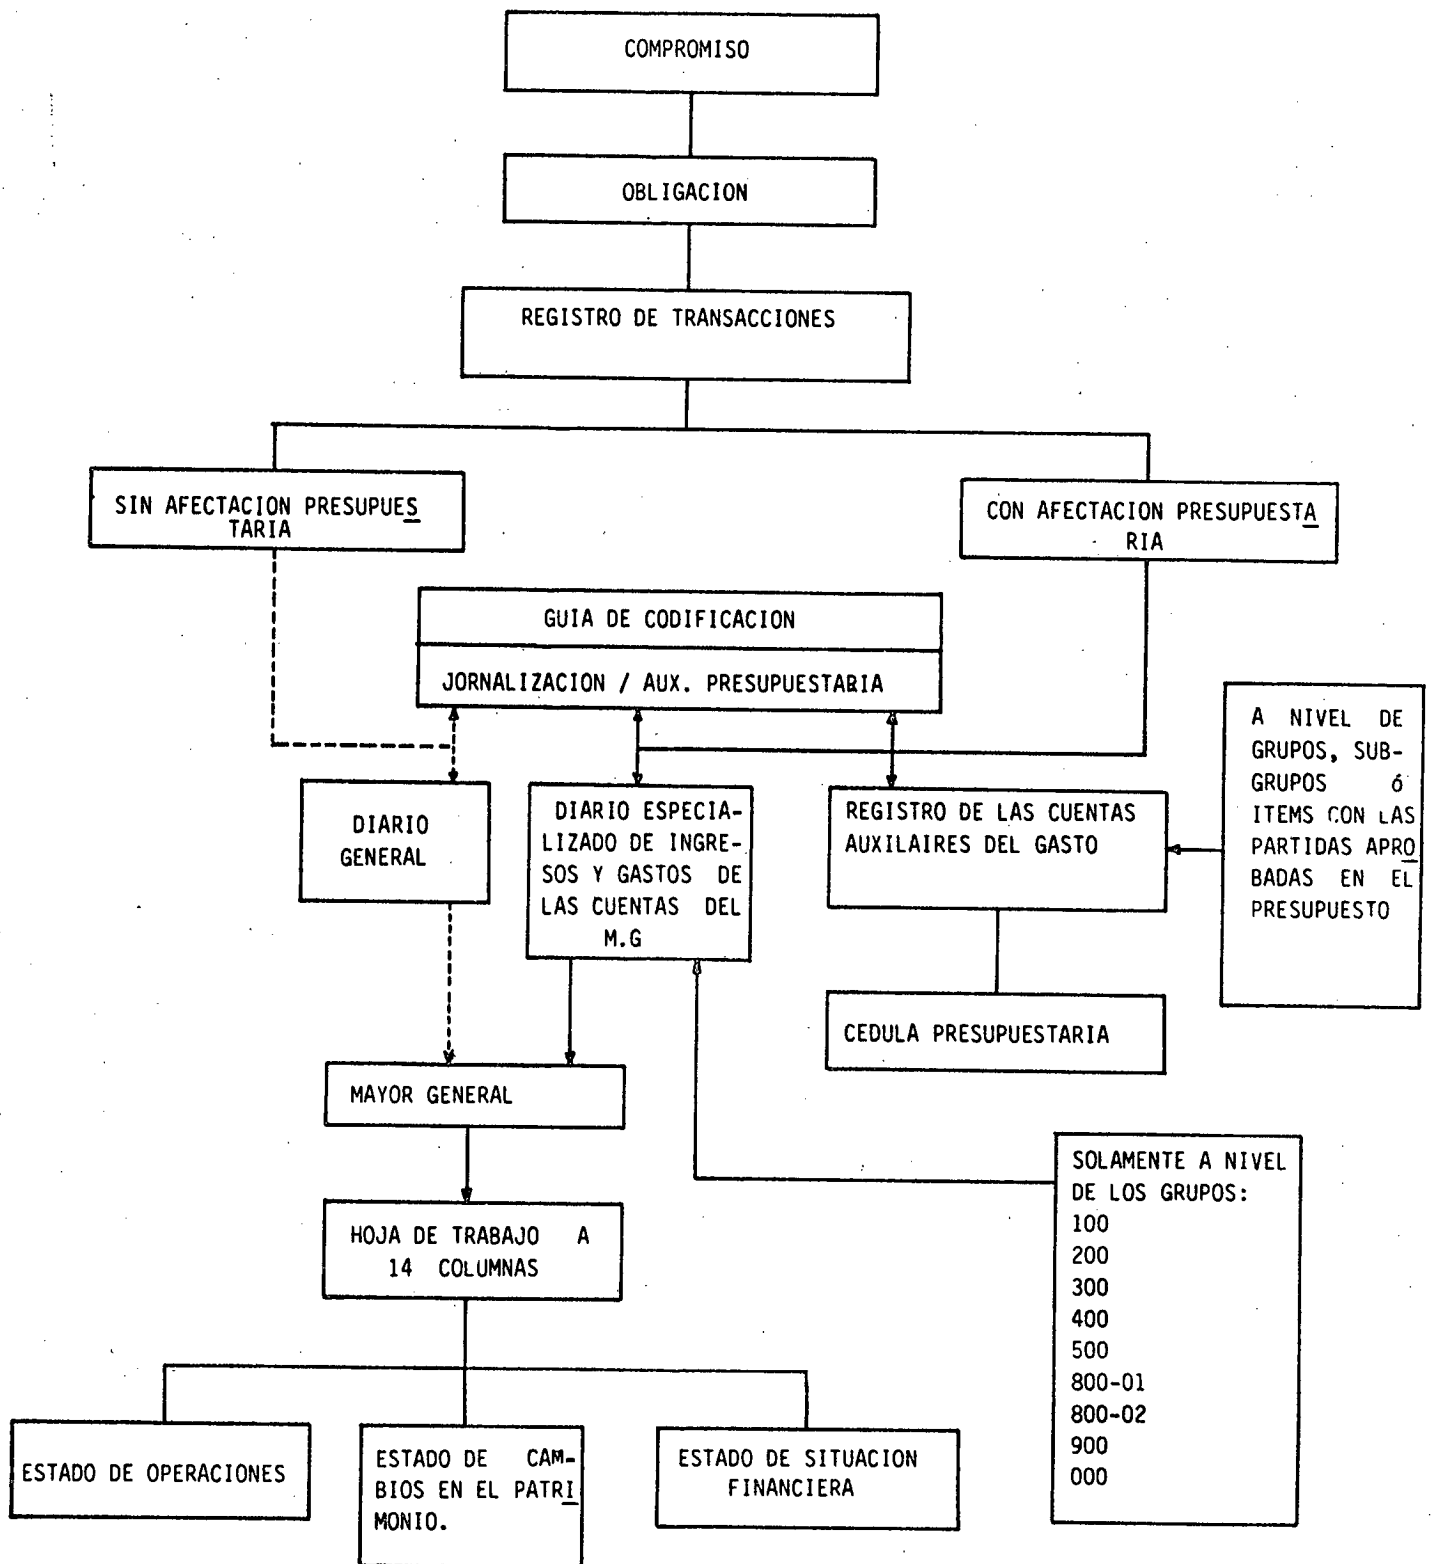 COMPROMISO
OBLIGACION
REGISTRO DE TRANSACCIONES
SIN AFECTACION PRESUPUES
TARIA
CON AFECTACION PRESUPUESTA
RIA
GUIA DE CODIFICACION
JORNALIZACION / AUX. PRESUPUESTARIA
A NIVEL DE
GRUPOS, SUB-
GRUPOS ó
ITEMS CON LAS
PARTIDAS APRO
BADAS EN EL
PRESUPUESTO
DIARIO
GENERAL
DIARIO ESPECIA-
LIZADO DE INGRE-
SOS Y GASTOS DE
LAS CUENTAS DEL
M.G
REGISTRO DE LAS CUENTAS
AUXILAIRES DEL GASTO
CEDULA PRESUPUESTARIA
MAYOR GENERAL
HOJA DE TRABAJO A
14 COLUMNAS
SOLAMENTE A NIVEL
DE LOS GRUPOS:
100
200
300
400
500
800-01
800-02
900
000
ESTADO DE OPERACIONES
ESTADO DE CAM-
BIOS EN EL PATRI
MONIO.
ESTADO DE SITUACION
FINANCIERA